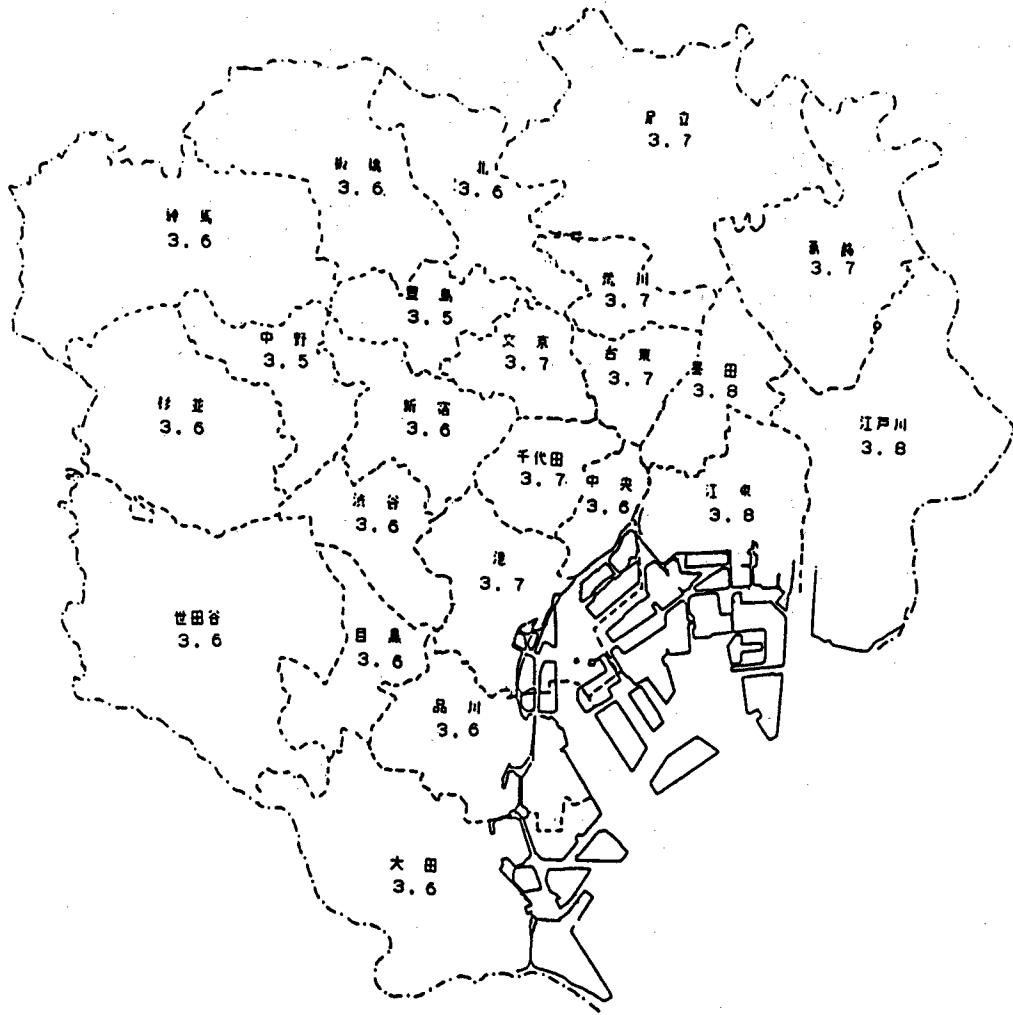 足 立
3.7
板 橋
3.6
北
3.6
練 馬
3.6
葛 飾
3.7
荒 川
3.7
豊 島
3.5
中 野
3.5
文 京
3.7
台 東
3.7
墨 田
3.8
杉 並
3.6
新 宿
3.6
江戸川
3.8
千代田
3.7
中 央
3.6
江 東
3.8
渋 谷
3.6
港
3.7
世田谷
3.6
目 黒
3.6
品 川
3.6
大 田
3.6